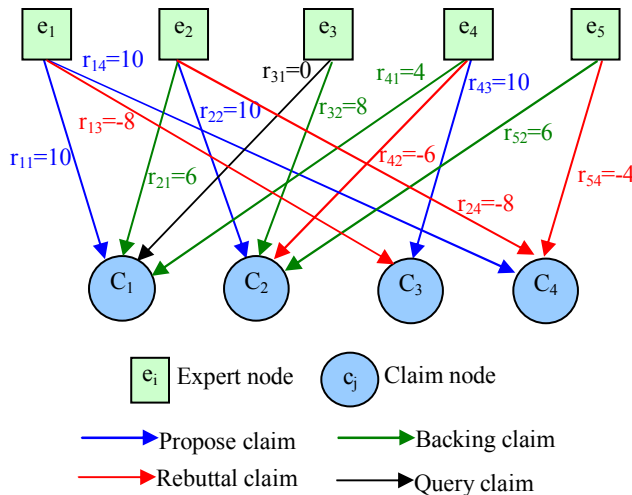 e1 e2 e3 e4 e5
r14=10 r31=0 r41=4 r43=10
r13=-8 r22=10 r32=8
r52=6
r42=-6
r11=10 r21=6 r54=-4
r24=-8
C1 C2 C3 C4
ei Expert node cj Claim node
Propose claim Backing claim
Rebuttal claim Query claim